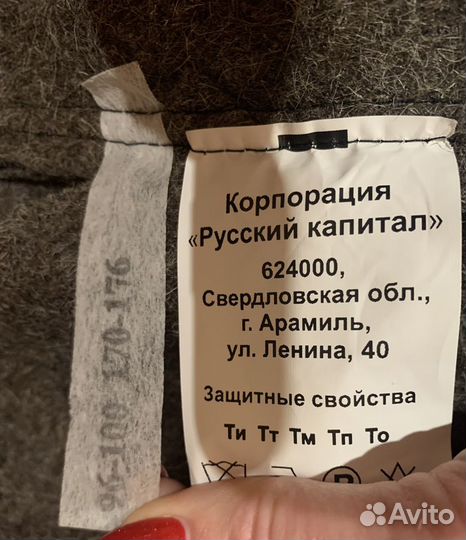 96-100 170-176
Корпорация
«Русский капитал»
624000,
Свердловская обл.,
г. Арамиль,
ул. Ленина, 40
Защитные свойства
Ти Тт Тм Тп То
Avito